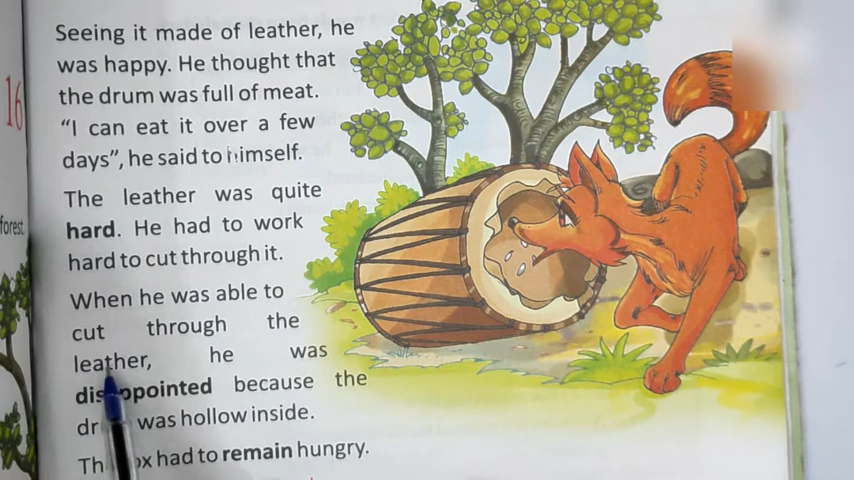 Seeing it made of leather, he
was happy. He thought that
the drum was full of meat.
"I can eat it over a few
days", he said to himself.
The leather was quite
hard. He had to work
hard to cut through it.
When he was able to
cut through the
leather, he was
disappointed because the
was hollow inside.
had to remain hungry.
16
forest.